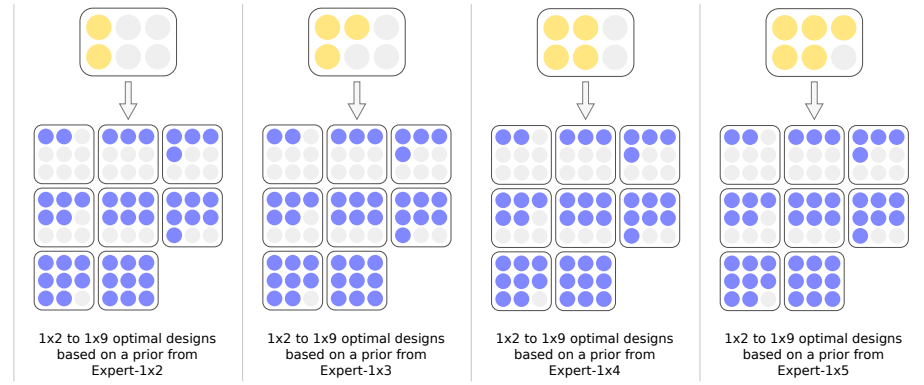 1x2 to 1x9 optimal designs
based on a prior from
Expert-1x2
1x2 to 1x9 optimal designs
based on a prior from
Expert-1x3
1x2 to 1x9 optimal designs
based on a prior from
Expert-1x4
1x2 to 1x9 optimal designs
based on a prior from
Expert-1x5